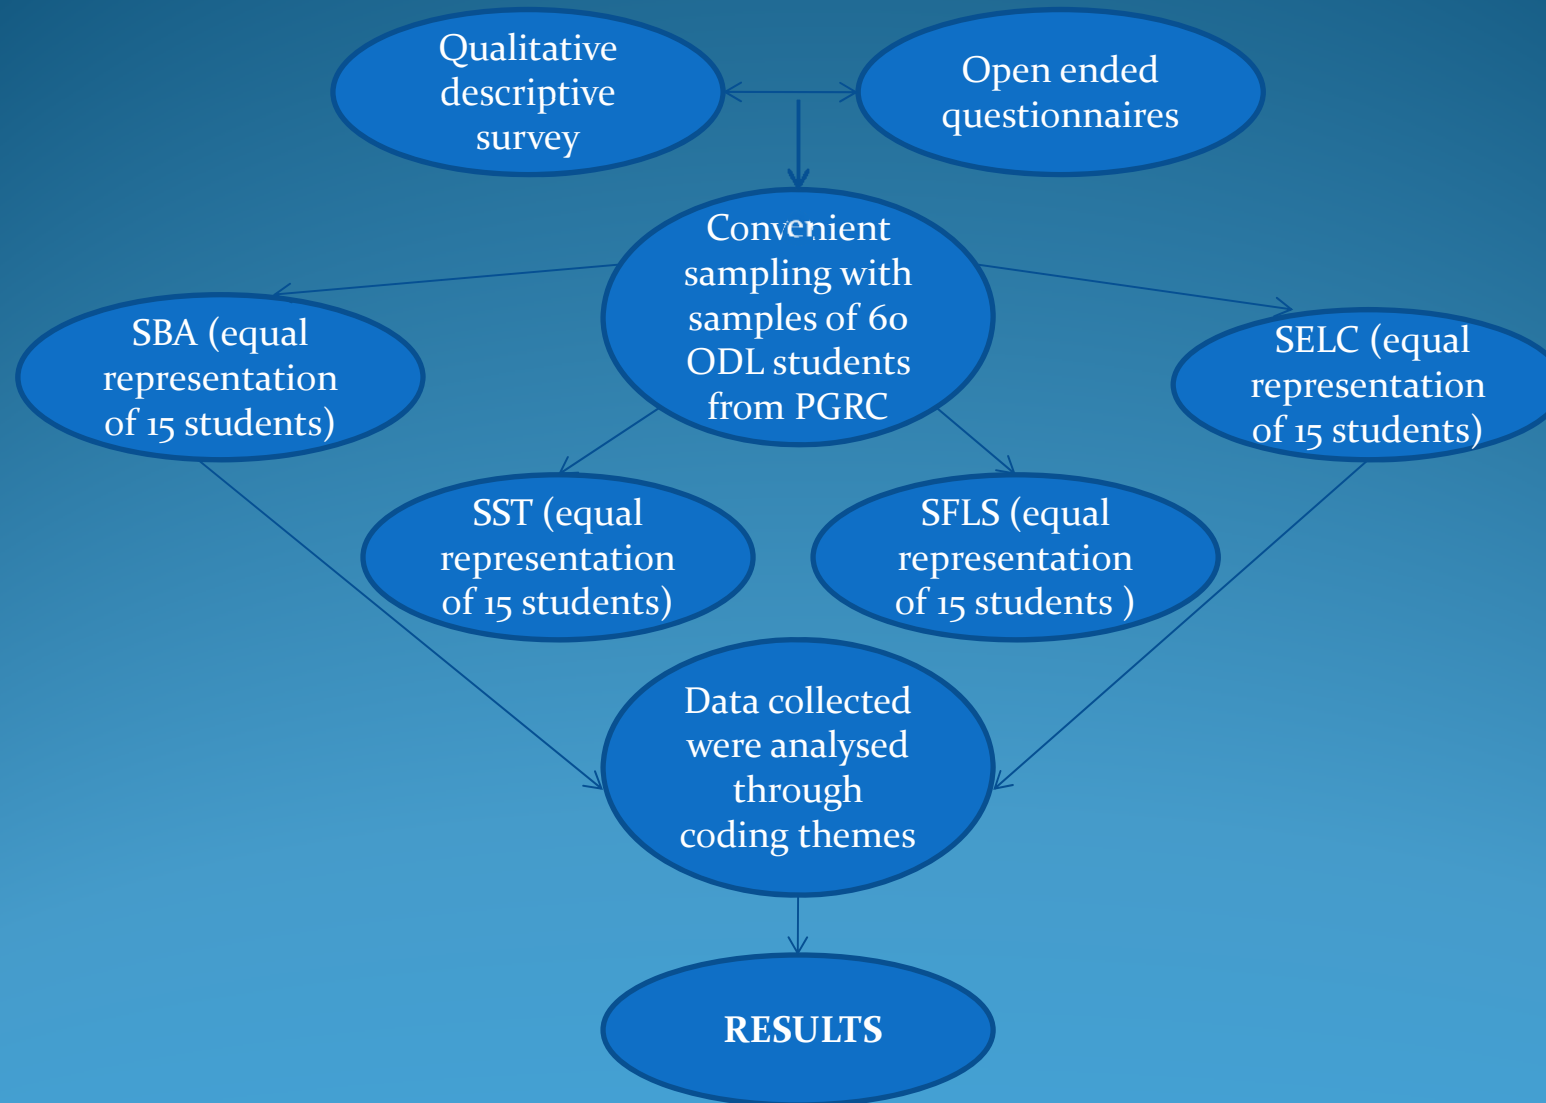 Qualitative
descriptive
survey
Open ended
questionnaires
Convenient
sampling with
samples of 60
ODL students
from PGRC
SBA (equal
representation
of 15 students)
SELC (equal
representation
of 15 students)
SST (equal
representation
of 15 students)
SFLS (equal
representation
of 15 students )
Data collected
were analysed
through
coding themes
RESULTS